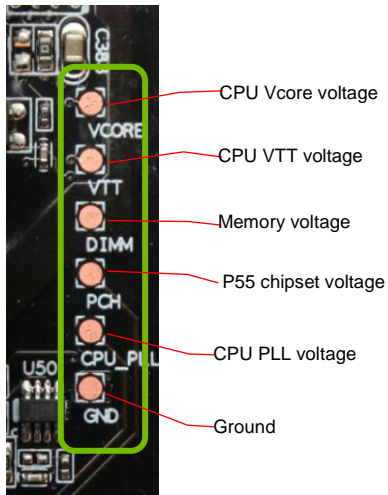 C38
CPU Vcore voltage
VCORE
CPU VTT voltage
VTT
Memory voltage
DIMM
P55 chipset voltage
PCH
CPU PLL voltage
CPU_PLL
U50
GND
Ground